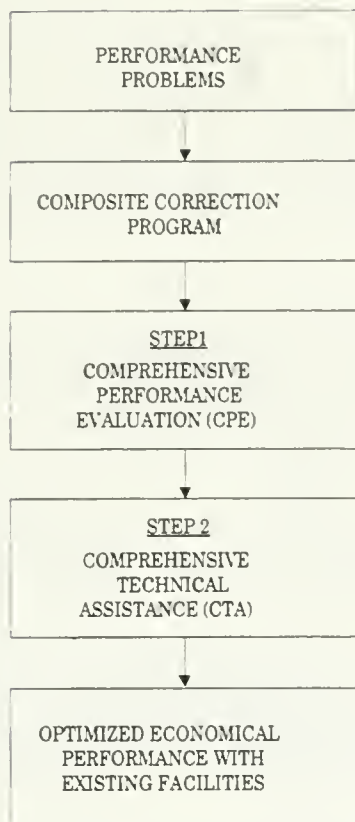 PERFORMANCE
PROBLEMS
COMPOSITE CORRECTION
PROGRAM
STEP1
COMPREHENSIVE
PERFORMANCE
EVALUATION (CPE)
STEP 2
COMPREHENSIVE
TECHNICAL
ASSISTANCE (CTA)
OPTIMIZED ECONOMICAL
PERFORMANCE WITH
EXISTING FACILITIES